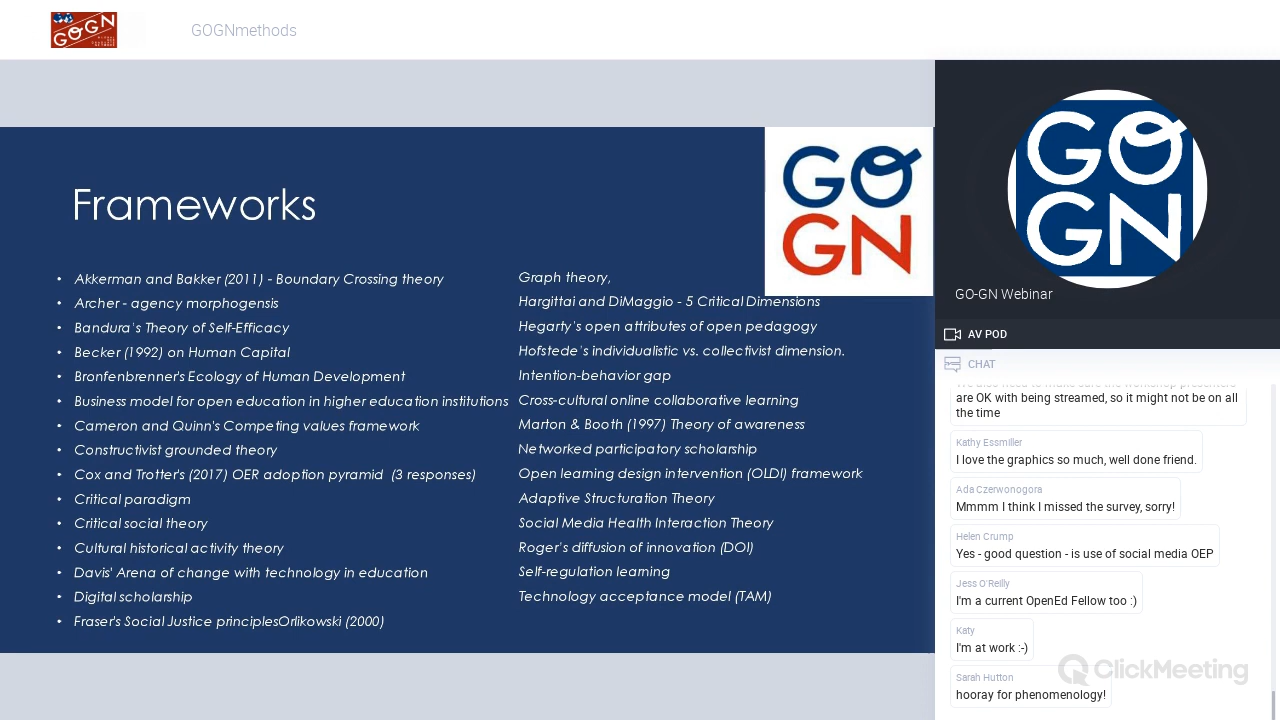 GOGN
GOGNmethods
Frameworks
GO
GN
• Akkerman and Bakker (2011) - Boundary Crossing theory
• Archer - agency morphogensis
• Bandura's Theory of Self-Efficacy
• Becker (1992) on Human Capital
• Bronfenbrenner's Ecology of Human Development
• Business model for open education in higher education institutions
• Cameron and Quinn's Competing values framework
• Constructivist grounded theory
• Cox and Trotter's (2017) OER adoption pyramid (3 responses)
• Critical paradigm
• Critical social theory
• Cultural historical activity theory
• Davis' Arena of change with technology in education
• Digital scholarship
• Fraser's Social Justice principlesOrlikowski (2000)
Graph theory,
Hargittai and DiMaggio - 5 Critical Dimensions
Hegarty's open attributes of open pedagogy
Hofstede's individualistic vs. collectivist dimension.
Intention-behavior gap
Cross-cultural online collaborative learning
Marton & Booth (1997) Theory of awareness
Networked participatory scholarship
Open learning design intervention (OLDI) framework
Adaptive Structuration Theory
Social Media Health Interaction Theory
Roger's diffusion of innovation (DOI)
Self-regulation learning
Technology acceptance model (TAM)
GO
GN
GO-GN Webinar
AV POD
CHAT
We also need to make sure the workshop presenters
are OK with being streamed, so it might not be on all
the time
Kathy Essmiller
I love the graphics so much, well done friend.
Ada Czerwonogora
Mmmm I think I missed the survey, sorry!
Helen Crump
Yes - good question - is use of social media OEP
Jess O'Reilly
I'm a current OpenEd Fellow too :)
Katy
I'm at work :-)
Sarah Hutton
hooray for phenomenology!
ClickMeeting